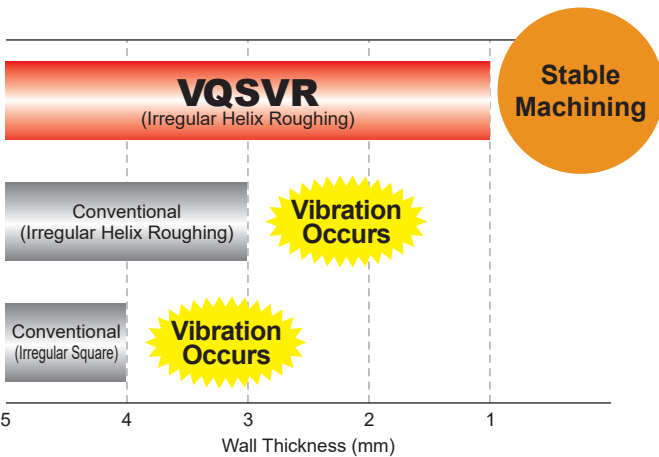 Stable
Machining
VQSVR
(Irregular Helix Roughing)
Conventional
(Irregular Helix Roughing)
Vibration
Occurs
Conventional
(Irregular Square)
Vibration
Occurs
5 4 3 2 1
Wall Thickness (mm)